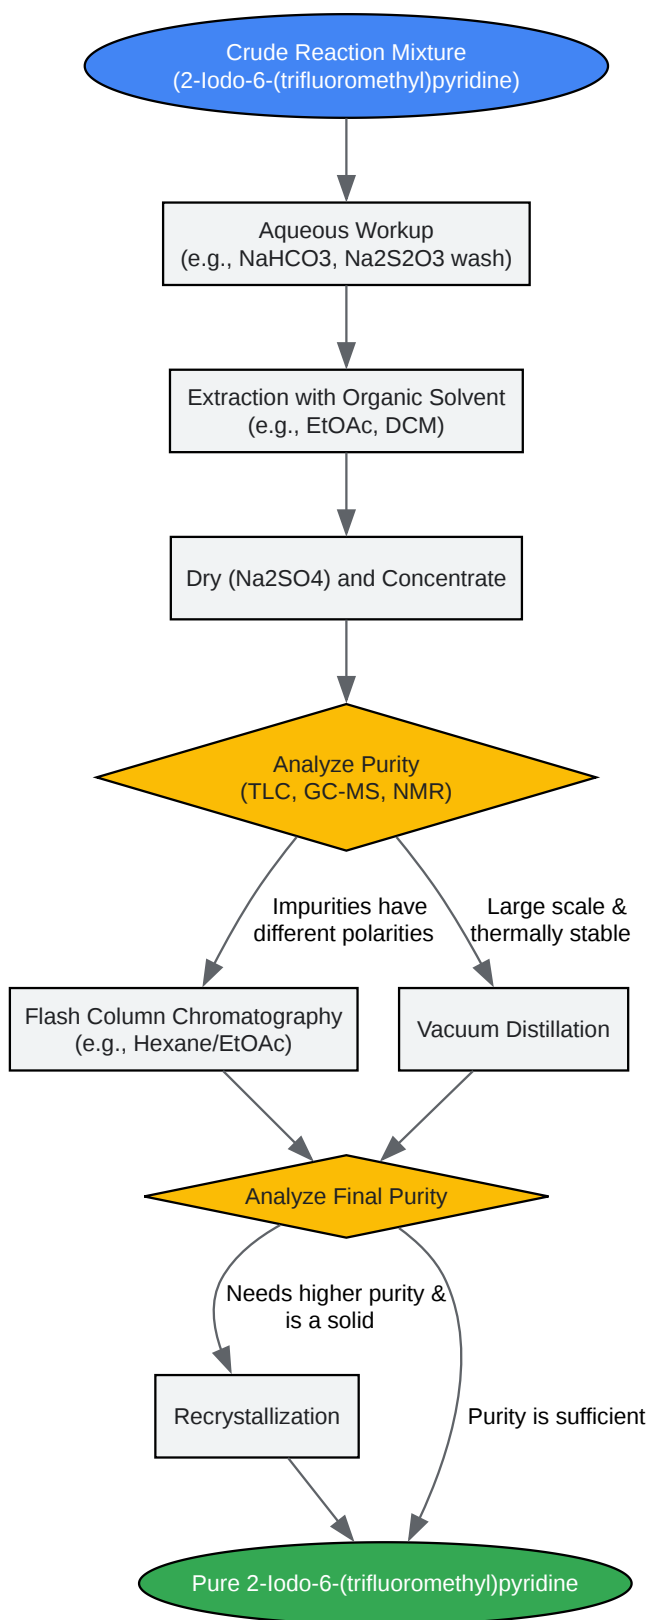 Crude Reaction Mixture
(2-Iodo-6-(trifluoromethyl)pyridine)
Aqueous Workup
(e.g., NaHCO3, Na2S2O3 wash)
Extraction with Organic Solvent
(e.g., EtOAc, DCM)
Dry (Na2SO4) and Concentrate
Analyze Purity
(TLC, GC-MS, NMR)
Impurities have
different polarities
Large scale &
thermally stable
Flash Column Chromatography
(e.g., Hexane/EtOAc)
Vacuum Distillation
Analyze Final Purity
Needs higher purity &
is a solid
Recrystallization
Purity is sufficient
Pure 2-Iodo-6-(trifluoromethyl)pyridine